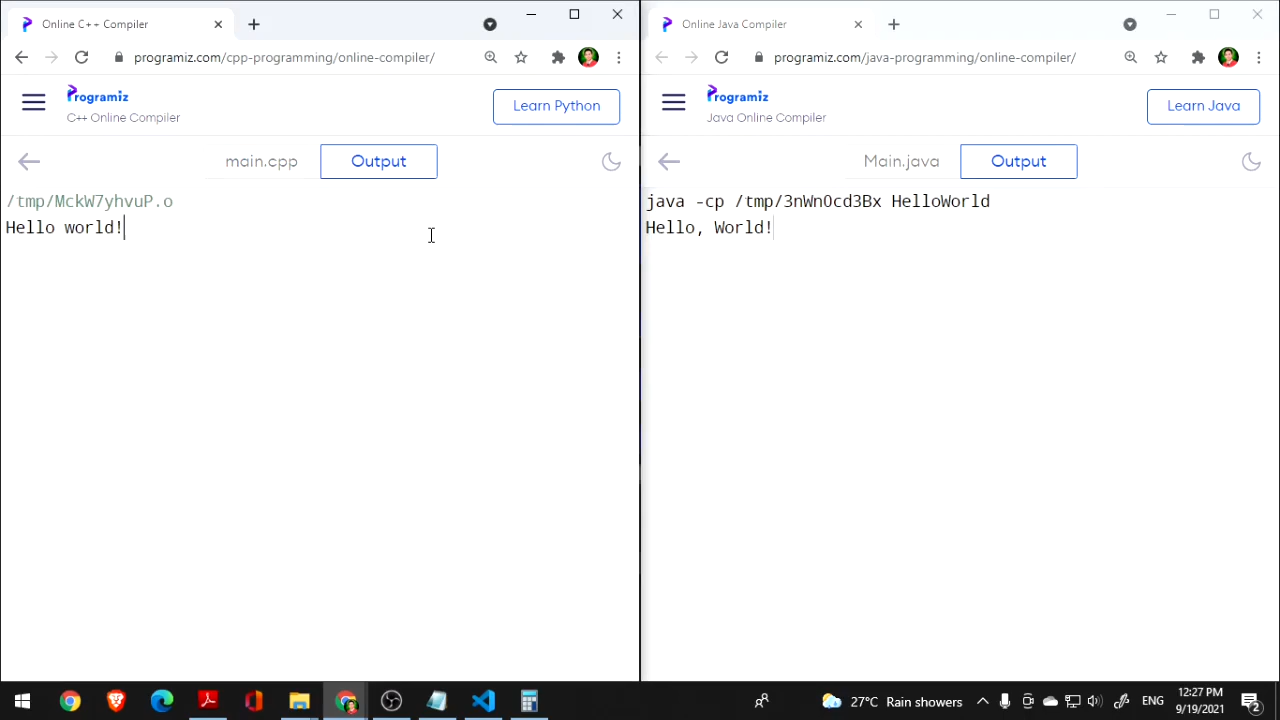 Online C++ Compiler
programiz.com/cpp-programming/online-compiler/
Programiz
C++ Online Compiler
Learn Python
main.cpp
Output
/tmp/MckW7yhvuP.o
Hello world!
Online Java Compiler
programiz.com/java-programming/online-compiler/
Programiz
Java Online Compiler
Learn Java
Main.java
Output
java -cp /tmp/3nWn0cd3Bx HelloWorld
Hello, World!
27°C Rain showers
ENG
12:27 PM
9/19/2021
2